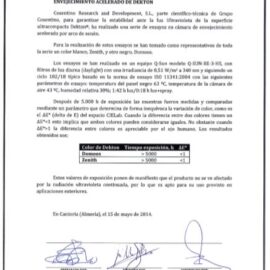 ENVEJECIMIENTO ACELERADO DE DEKTON
Cosentino Research and Development, S.L. como parte científico-técnica de Grupo
Cosentino, para garantizar la estabilidad ante la luz ultravioleta de la superficie
ultracompacta Dekton®, ha realizado una serie de ensayos en cámara de envejecimiento
acelerado por arco de xenón.
Para la realización de estos ensayos se han tomado como representativos de toda
la serie un color blanco, Zenith, y otro negro, Domoos.
Los ensayos se han realizado en un equipo Q-Sun modelo Q-SUN XE-3-HS, con
filtros de luz diurna (daylight) con una irradiancia de 0,51 W/m² a 340 nm y siguiendo un
ciclo 102/18 típico basado en la norma de ensayo ISO 11341:2004 con los siguientes
parámetros de ensayo: temperatura del panel negro 63 ºC, temperatura de la cámara de
aire 43 ºC, humedad relativa 30%; 1:42 h luz/0:18 h luz+spray.
Después de 5.000 h de exposición las muestras fueron medidas y comparadas
mediante un parámetro que determina de forma inequívoca la variación de color, como es
el ΔE* (delta de E) del espacio CIELab. Cuando la diferencia entre dos colores tienen un
ΔE*<1 esto implica que ambos colores pueden considerarse iguales. No obstante cuando
ΔE*>1 la diferencia entre colores es apreciable por el ojo humano. Los resultados
obtenidos son:
Color de Dekton Tiempo exposición, h ΔE*
Domoos > 5000 <1
Zenith > 5000 <1
Estos valores de exposición ponen de manifiesto que el producto no se ve afectado
por la radiación ultravioleta continuada, por lo que es apto para su uso previsto en
aplicaciones exteriores.
En Cantoria (Almería), el 15 de mayo de 2014.